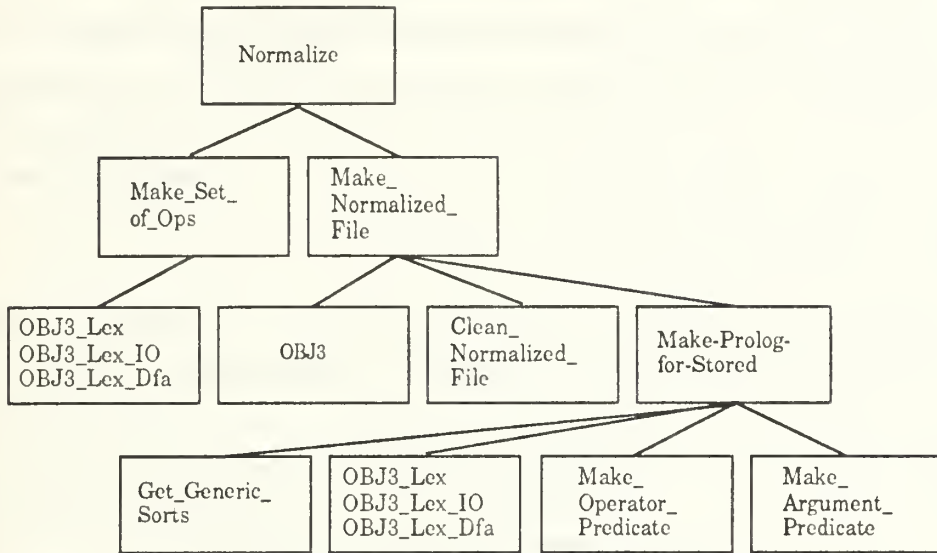 Normalize
Make_Set_
of_Ops
Make_
Normalized_
File
OBJ3_Lex
OBJ3_Lex_IO
OBJ3_Lex_Dfa
OBJ3
Clean_
Normalized_
File
Make-Prolog-
for-Stored
Get_Generic_
Sorts
OBJ3_Lex
OBJ3_Lex_IO
OBJ3_Lex_Dfa
Make_
Operator_
Predicate
Make_
Argument_
Predicate